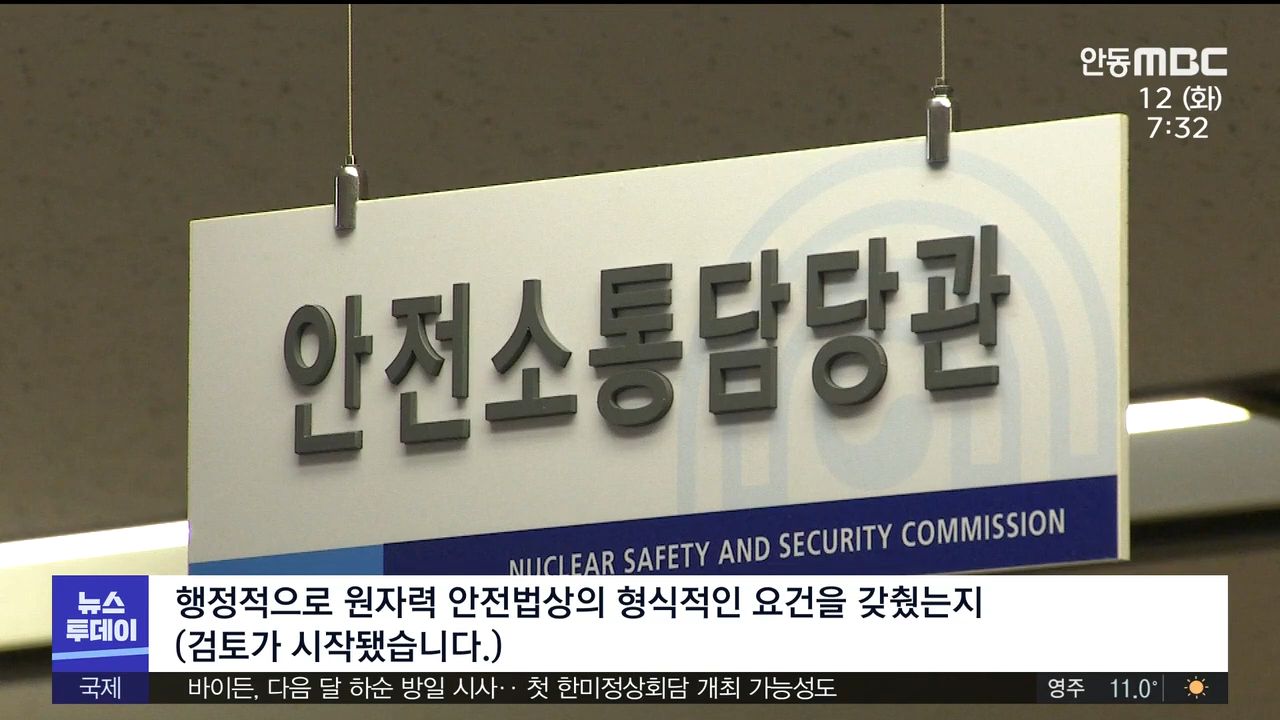 안동MBC
12 (화)
7:32
안전소통담당관
NUCLEAR SAFETY AND SECURITY COMMISSION
뉴스
투데이
행정적으로 원자력 안전법상의 형식적인 요건을 갖췄는지
(검토가 시작됐습니다.)
국제
바이든, 다음 달 하순 방일 시사‥ 첫 한미정상회담 개최 가능성도
영주 11.0°